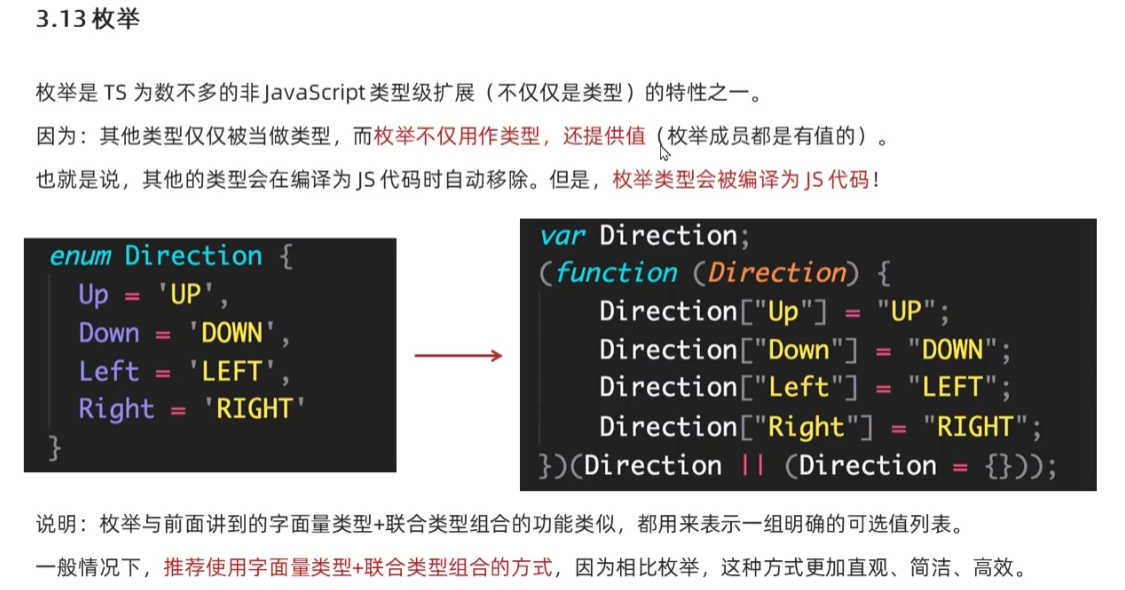 3.13 枚举
枚举是 TS 为数不多的非 JavaScript 类型级扩展（不仅仅是类型）的特性之一。
因为：其他类型仅仅被当做类型，而枚举不仅用作类型，还提供值（枚举成员都是有值的）。
也就是说，其他的类型会在编译为 JS 代码时自动移除。但是，枚举类型会被编译为 JS 代码！
enum Direction {
  Up = 'UP',
  Down = 'DOWN',
  Left = 'LEFT',
  Right = 'RIGHT'
}
var Direction;
(function (Direction) {
    Direction["Up"] = "UP";
    Direction["Down"] = "DOWN";
    Direction["Left"] = "LEFT";
    Direction["Right"] = "RIGHT";
})(Direction || (Direction = {}));
说明：枚举与前面讲到的字面量类型+联合类型组合的功能类似，都用来表示一组明确的可选值列表。
一般情况下，推荐使用字面量类型+联合类型组合的方式，因为相比枚举，这种方式更加直观、简洁、高效。